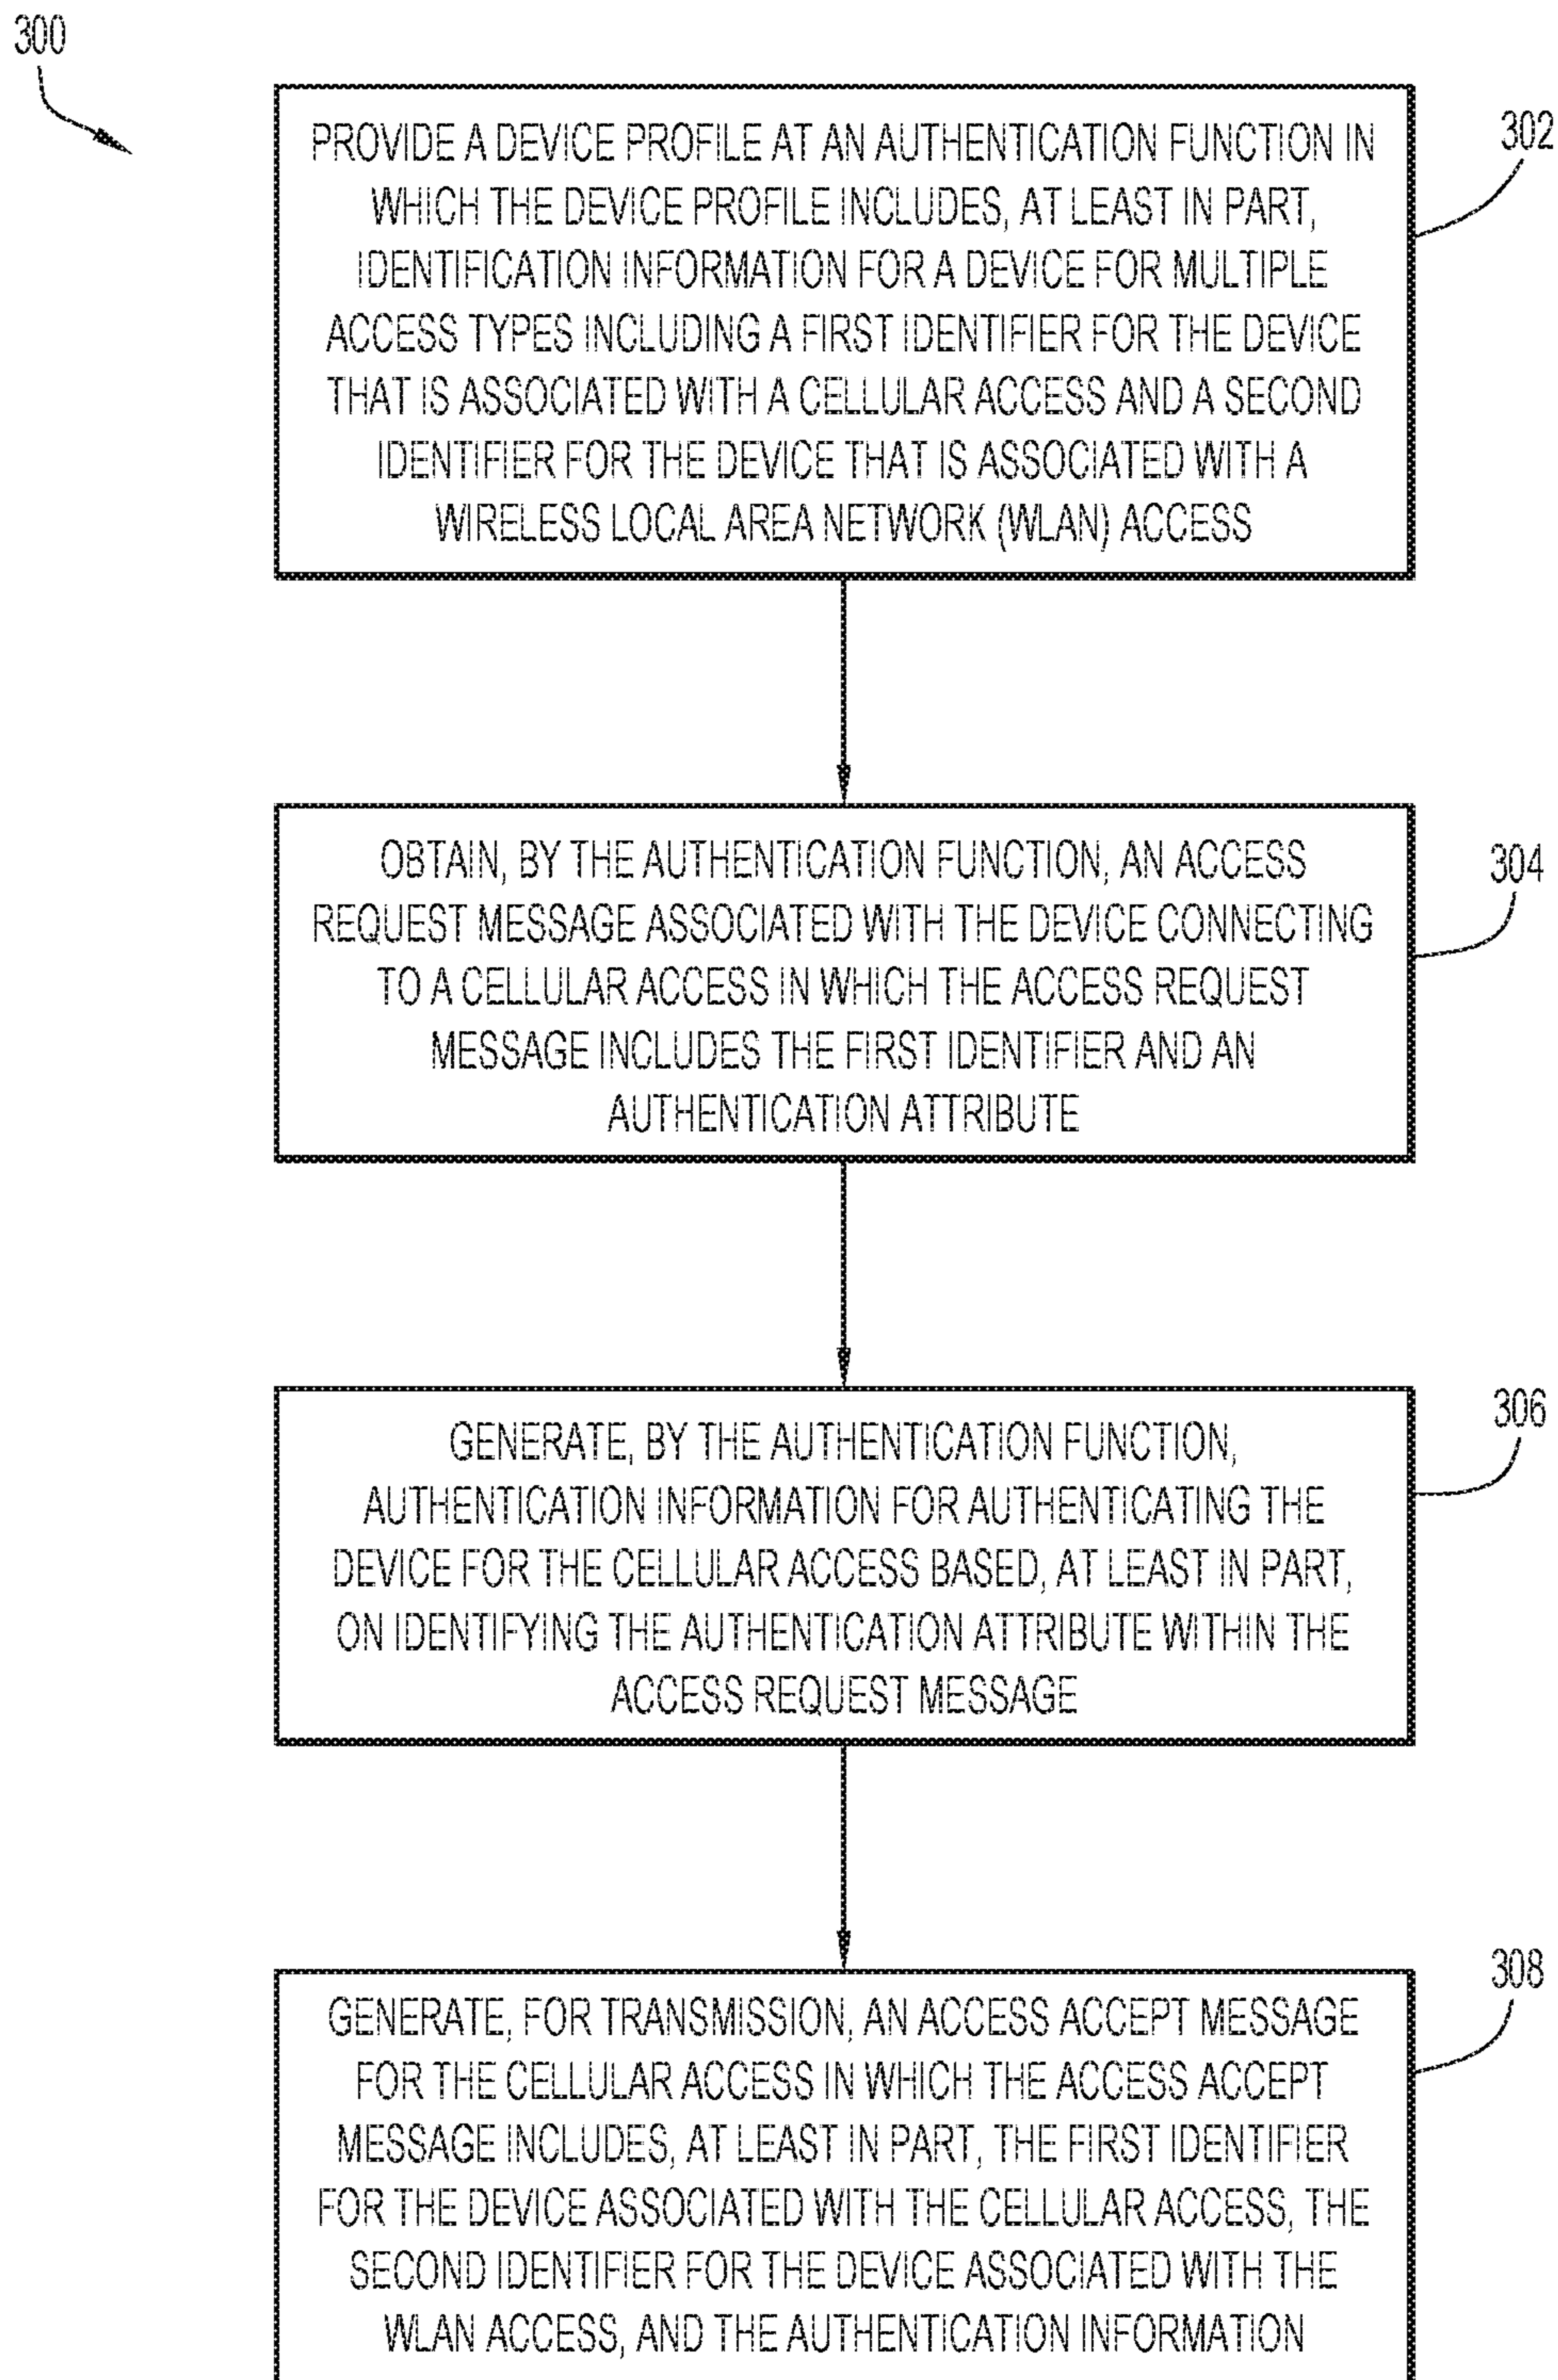 300
PROVIDE A DEVICE PROFILE AT AN AUTHENTICATION FUNCTION IN
WHICH THE DEVICE PROFILE INCLUDES, AT LEAST IN PART,
IDENTIFICATION INFORMATION FOR A DEVICE FOR MULTIPLE
ACCESS TYPES INCLUDING A FIRST IDENTIFIER FOR THE DEVICE
THAT IS ASSOCIATED WITH A CELLULAR ACCESS AND A SECOND
IDENTIFIER FOR THE DEVICE THAT IS ASSOCIATED WITH A
WIRELESS LOCAL AREA NETWORK (WLAN) ACCESS
302
OBTAIN, BY THE AUTHENTICATION FUNCTION, AN ACCESS
REQUEST MESSAGE ASSOCIATED WITH THE DEVICE CONNECTING
TO A CELLULAR ACCESS IN WHICH THE ACCESS REQUEST
MESSAGE INCLUDES THE FIRST IDENTIFIER AND AN
AUTHENTICATION ATTRIBUTE
304
GENERATE, BY THE AUTHENTICATION FUNCTION,
AUTHENTICATION INFORMATION FOR AUTHENTICATING THE
DEVICE FOR THE CELLULAR ACCESS BASED, AT LEAST IN PART,
ON IDENTIFYING THE AUTHENTICATION ATTRIBUTE WITHIN THE
ACCESS REQUEST MESSAGE
306
GENERATE, FOR TRANSMISSION, AN ACCESS ACCEPT MESSAGE
FOR THE CELLULAR ACCESS IN WHICH THE ACCESS ACCEPT
MESSAGE INCLUDES, AT LEAST IN PART, THE FIRST IDENTIFIER
FOR THE DEVICE ASSOCIATED WITH THE CELLULAR ACCESS, THE
SECOND IDENTIFIER FOR THE DEVICE ASSOCIATED WITH THE
WLAN ACCESS, AND THE AUTHENTICATION INFORMATION
308